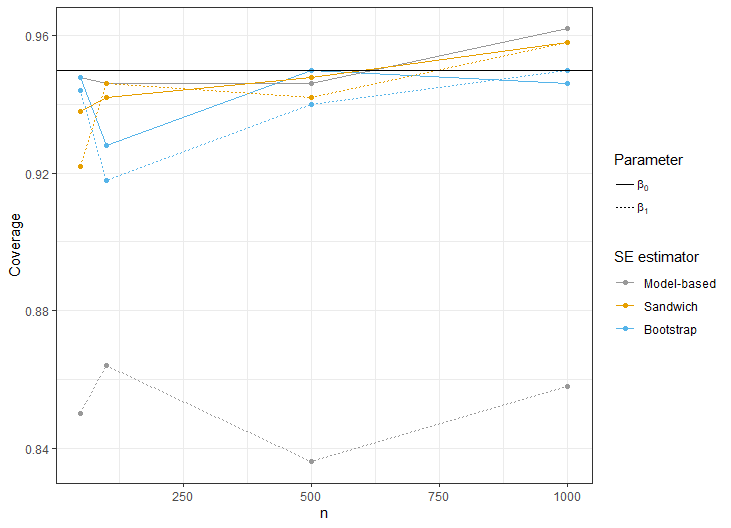 0.96
0.92
0.88
0.84
Coverage
250
500
750
1000
n
Parameter
β₀
β₁
SE estimator
Model-based
Sandwich
Bootstrap